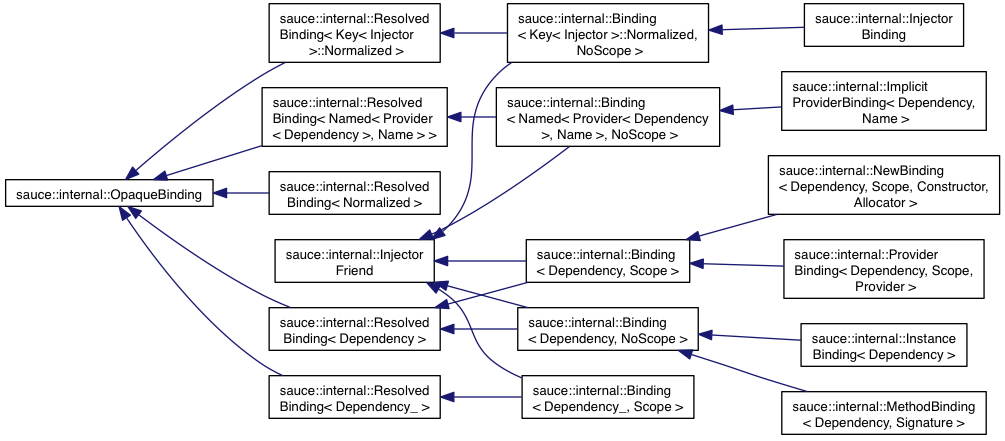 sauce::internal::OpaqueBinding
sauce::internal::Resolved
Binding< Key< Injector
>::Normalized >
sauce::internal::Resolved
Binding< Named< Provider
< Dependency >, Name > >
sauce::internal::Resolved
Binding< Normalized >
sauce::internal::Injector
Friend
sauce::internal::Resolved
Binding< Dependency >
sauce::internal::Resolved
Binding< Dependency_ >
sauce::internal::Binding
< Key< Injector >::Normalized,
NoScope >
sauce::internal::Binding
< Named< Provider< Dependency
>, Name >, NoScope >
sauce::internal::Binding
< Dependency, Scope >
sauce::internal::Binding
< Dependency, NoScope >
sauce::internal::Binding
< Dependency_, Scope >
sauce::internal::Injector
Binding
sauce::internal::Implicit
ProviderBinding< Dependency,
Name >
sauce::internal::NewBinding
< Dependency, Scope, Constructor,
Allocator >
sauce::internal::Provider
Binding< Dependency, Scope,
Provider >
sauce::internal::Instance
Binding< Dependency >
sauce::internal::MethodBinding
< Dependency, Signature >